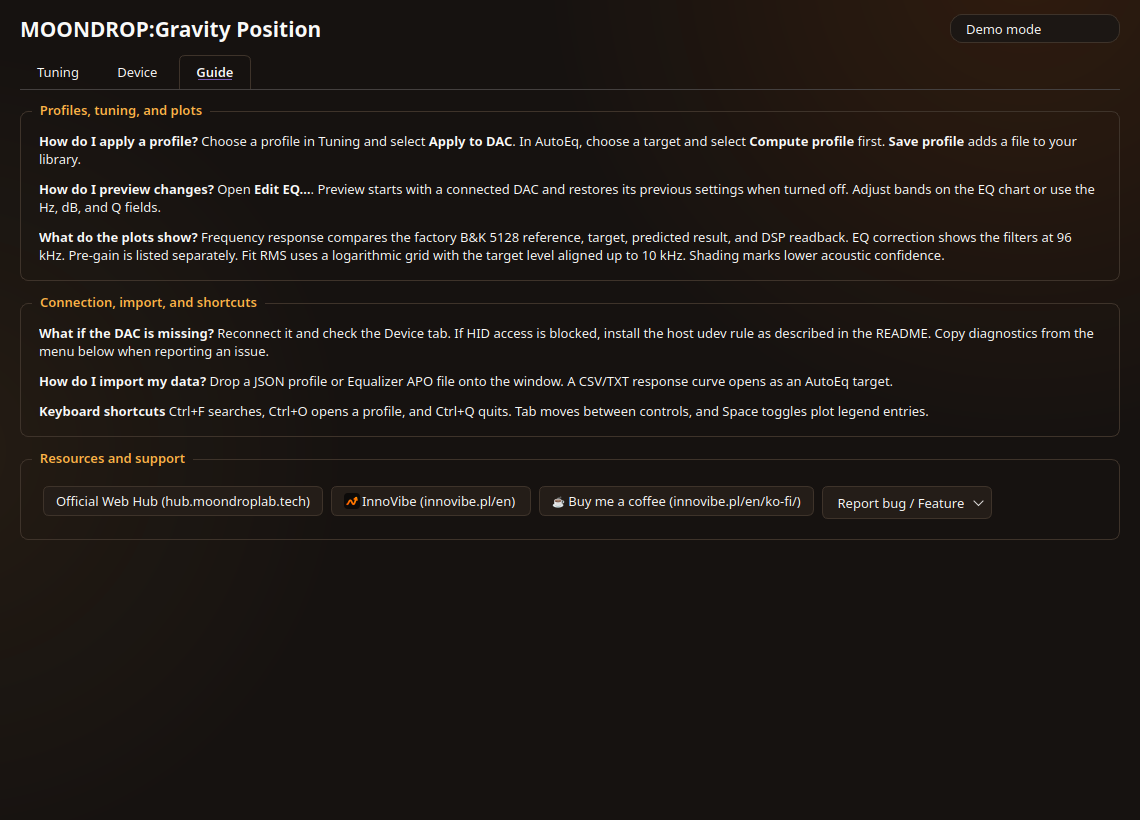 MOONDROP:Gravity Position
Demo mode
Tuning
Device
Guide
Profiles, tuning, and plots
How do I apply a profile? Choose a profile in Tuning and select Apply to DAC. In AutoEq, choose a target and select Compute profile first. Save profile adds a file to your
library.
How do I preview changes? Open Edit EQ.... Preview starts with a connected DAC and restores its previous settings when turned off. Adjust bands on the EQ chart or use the
Hz, dB, and Q fields.
What do the plots show? Frequency response compares the factory B&K 5128 reference, target, predicted result, and DSP readback. EQ correction shows the filters at 96
kHz. Pre-gain is listed separately. Fit RMS uses a logarithmic grid with the target level aligned up to 10 kHz. Shading marks lower acoustic confidence.
Connection, import, and shortcuts
What if the DAC is missing? Reconnect it and check the Device tab. If HID access is blocked, install the host udev rule as described in the README. Copy diagnostics from the
menu below when reporting an issue.
How do I import my data? Drop a JSON profile or Equalizer APO file onto the window. A CSV/TXT response curve opens as an AutoEq target.
Keyboard shortcuts Ctrl+F searches, Ctrl+O opens a profile, and Ctrl+Q quits. Tab moves between controls, and Space toggles plot legend entries.
Resources and support
Official Web Hub (hub.moondroplab.tech)
InnoVibe (innovibe.pl/en)
Buy me a coffee (innovibe.pl/en/ko-fi/)
Report bug / Feature